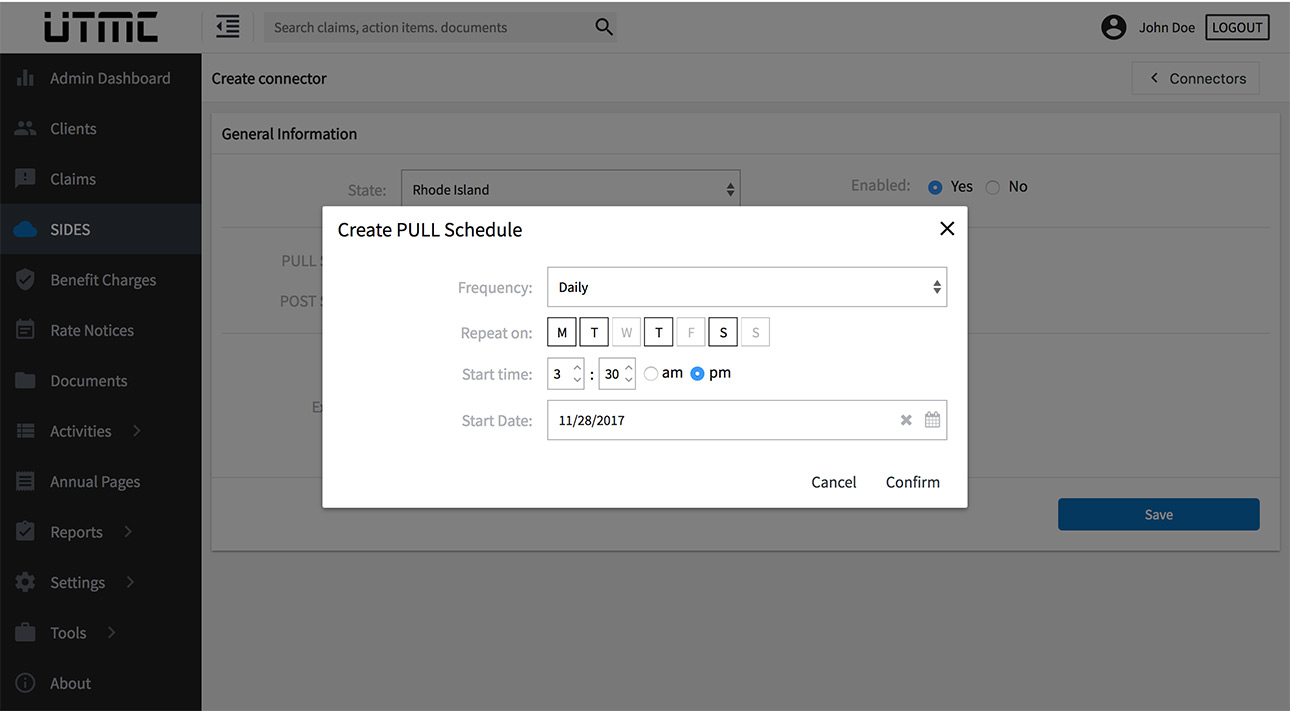 UTMC
Search claims, action items. documents
John Doe
LOGOUT
Admin Dashboard
Clients
Claims
SIDES
Benefit Charges
Rate Notices
Documents
Activities
Annual Pages
Reports
Settings
Tools
About
Create connector
Connectors
General Information
State:
Rhode Island
Enabled:
Yes
No
PULL
POST
Create PULL Schedule
Frequency:
Daily
Repeat on:
M T W T F S S
Start time:
3 : 30 am pm
Start Date:
11/28/2017
Cancel
Confirm
Save